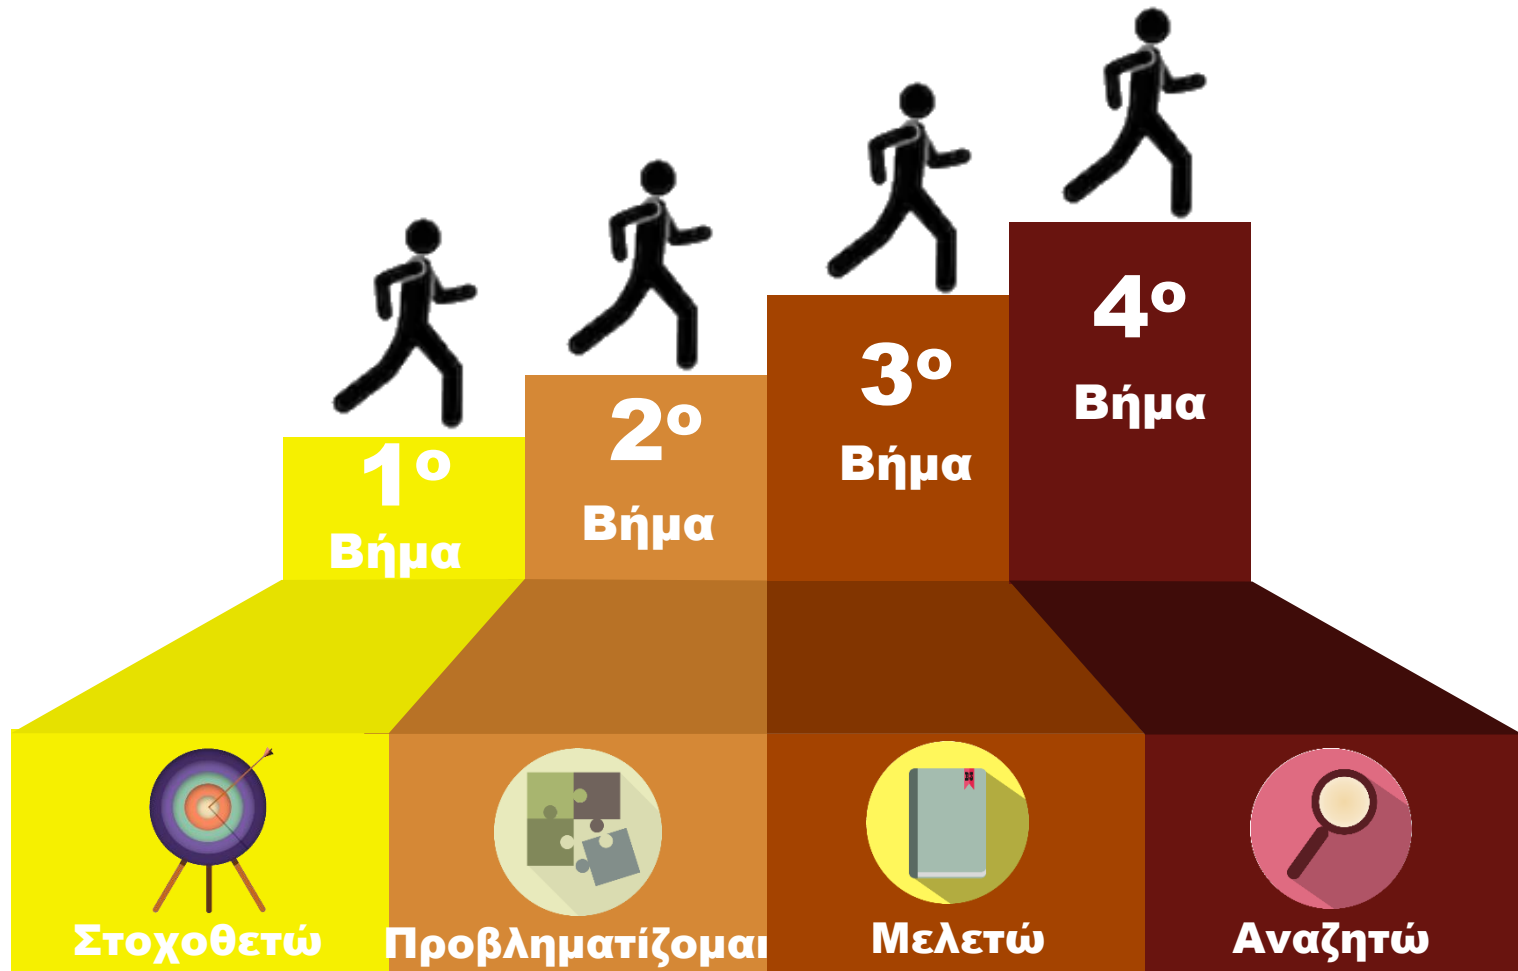 1ο
Βήμα
2ο
Βήμα
3ο
Βήμα
4ο
Βήμα
Στοχοθετώ
Προβληματίζομαι
Μελετώ
Αναζητώ